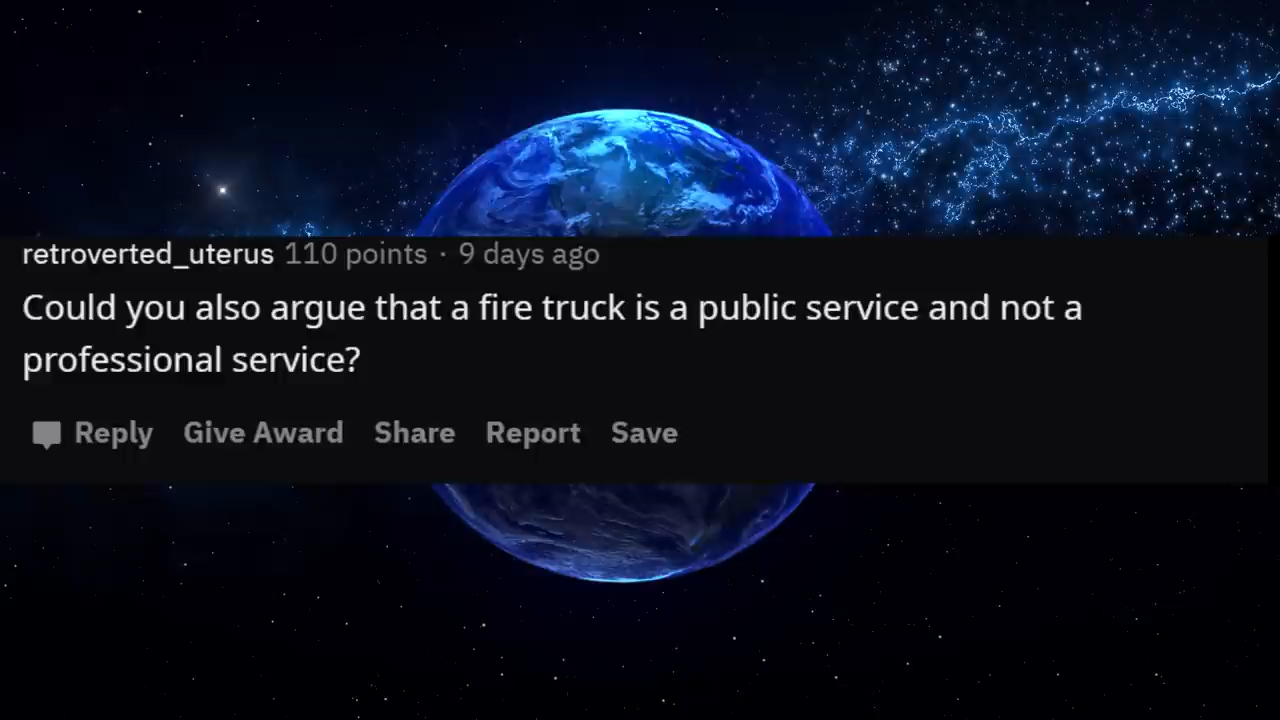 retroverted_uterus 110 points · 9 days ago
Could you also argue that a fire truck is a public service and not a
professional service?
Reply Give Award Share Report Save